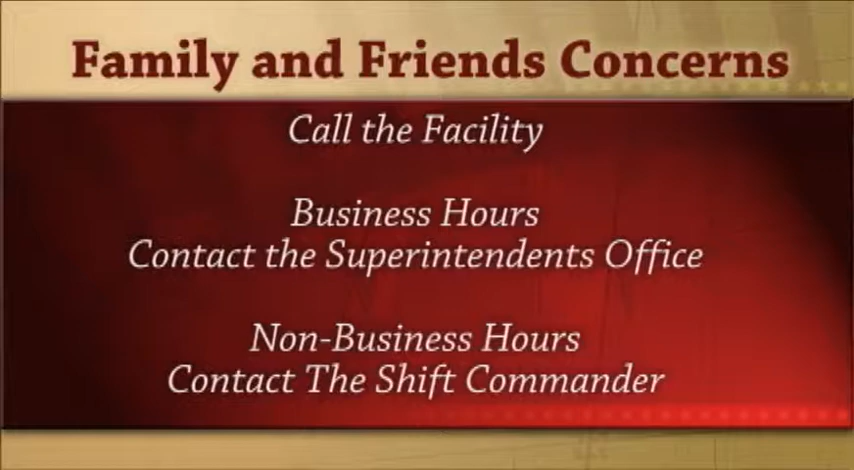 Family and Friends Concerns
Call the Facility
Business Hours
Contact the Superintendents Office
Non-Business Hours
Contact The Shift Commander